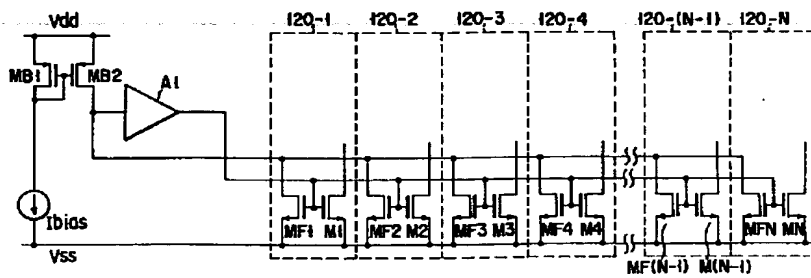 120-1 120-2 120-3 120-4 120-(N-1) 120-N
Vdd
MB1 MB2
A1
Ibias
MF1 M1 MF2 M2 MF3 M3 MF4 M4 MFN MN
Vss
MF(N-1) M(N-1)